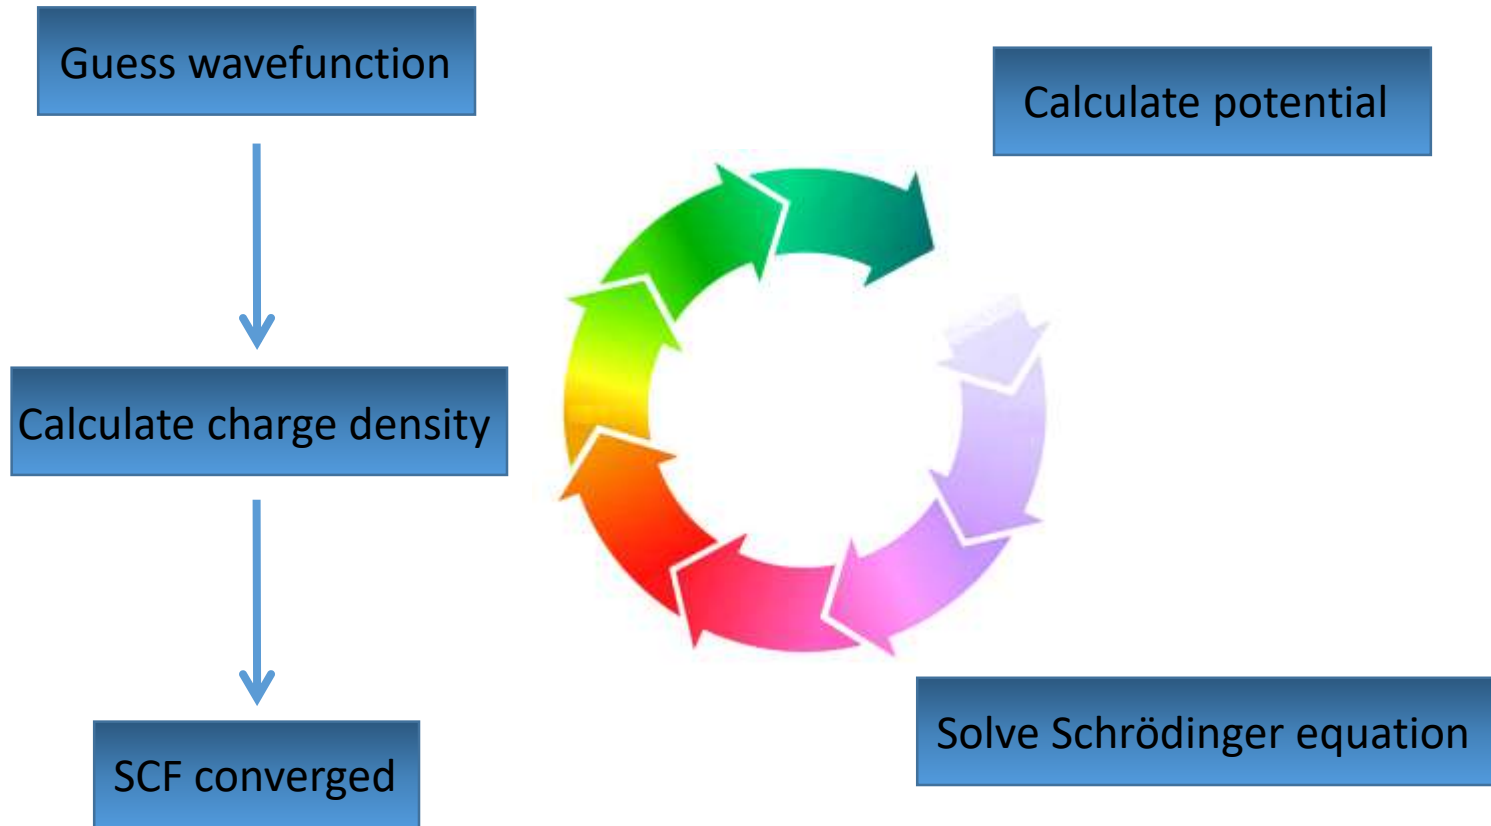 Guess wavefunction
Calculate potential
Calculate charge density
Solve Schrödinger equation
SCF converged